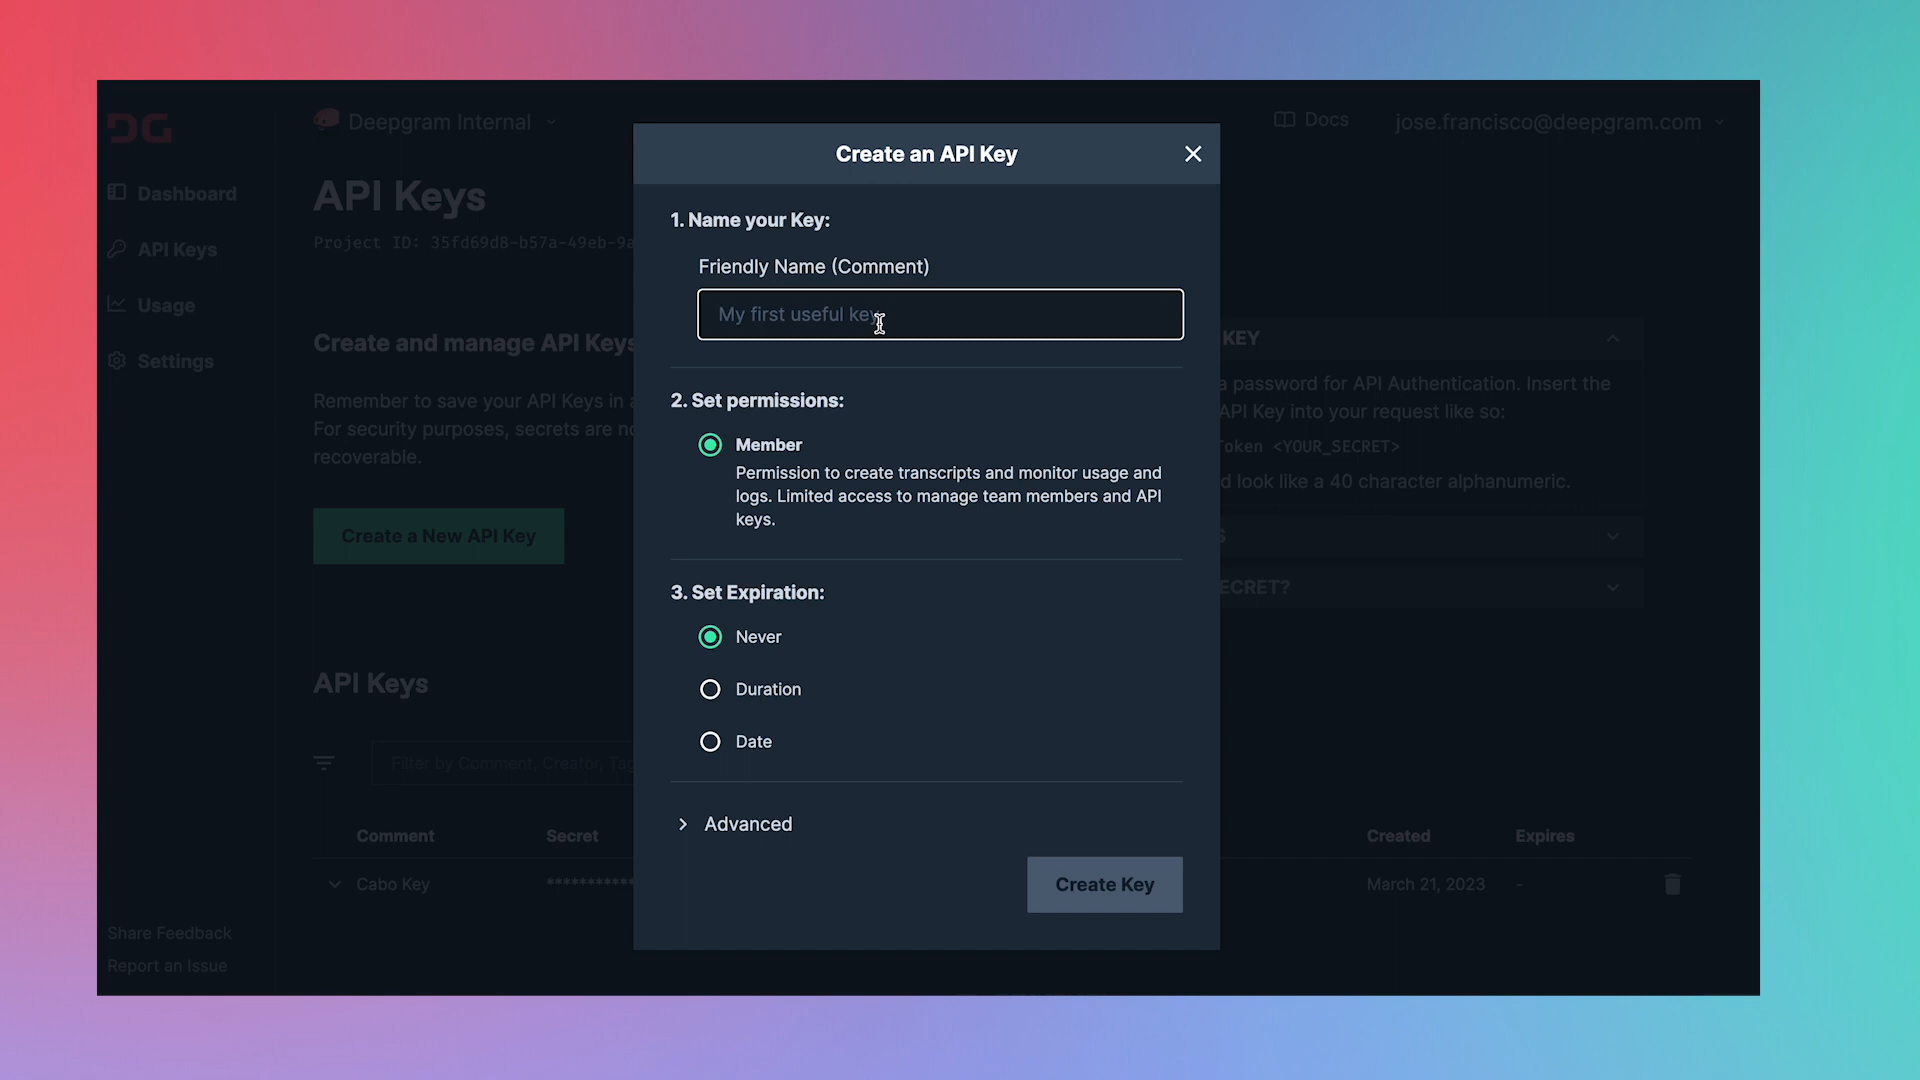 DG
Deepgram Internal
Docs
jose.francisco@deepgram.com
Dashboard
API Keys
Usage
Settings
Share Feedback
Report an Issue
API Keys
Project ID: 35fd69d8-b57a-49eb-9a
Create and manage API Keys
Remember to save your API Keys in a
For security purposes, secrets are no
recoverable.
Create a New API Key
KEY
a password for API Authentication. Insert the
API Key into your request like so:
Token <YOUR_SECRET>
d look like a 40 character alphanumeric.
S
ECRET?
API Keys
Filter by Comment, Creator, Tag
Comment Secret Created Expires
Cabo Key *********** March 21, 2023 -
Create an API Key
1. Name your Key:
Friendly Name (Comment)
My first useful key
2. Set permissions:
Member
Permission to create transcripts and monitor usage and
logs. Limited access to manage team members and API
keys.
3. Set Expiration:
Never
Duration
Date
Advanced
Create Key